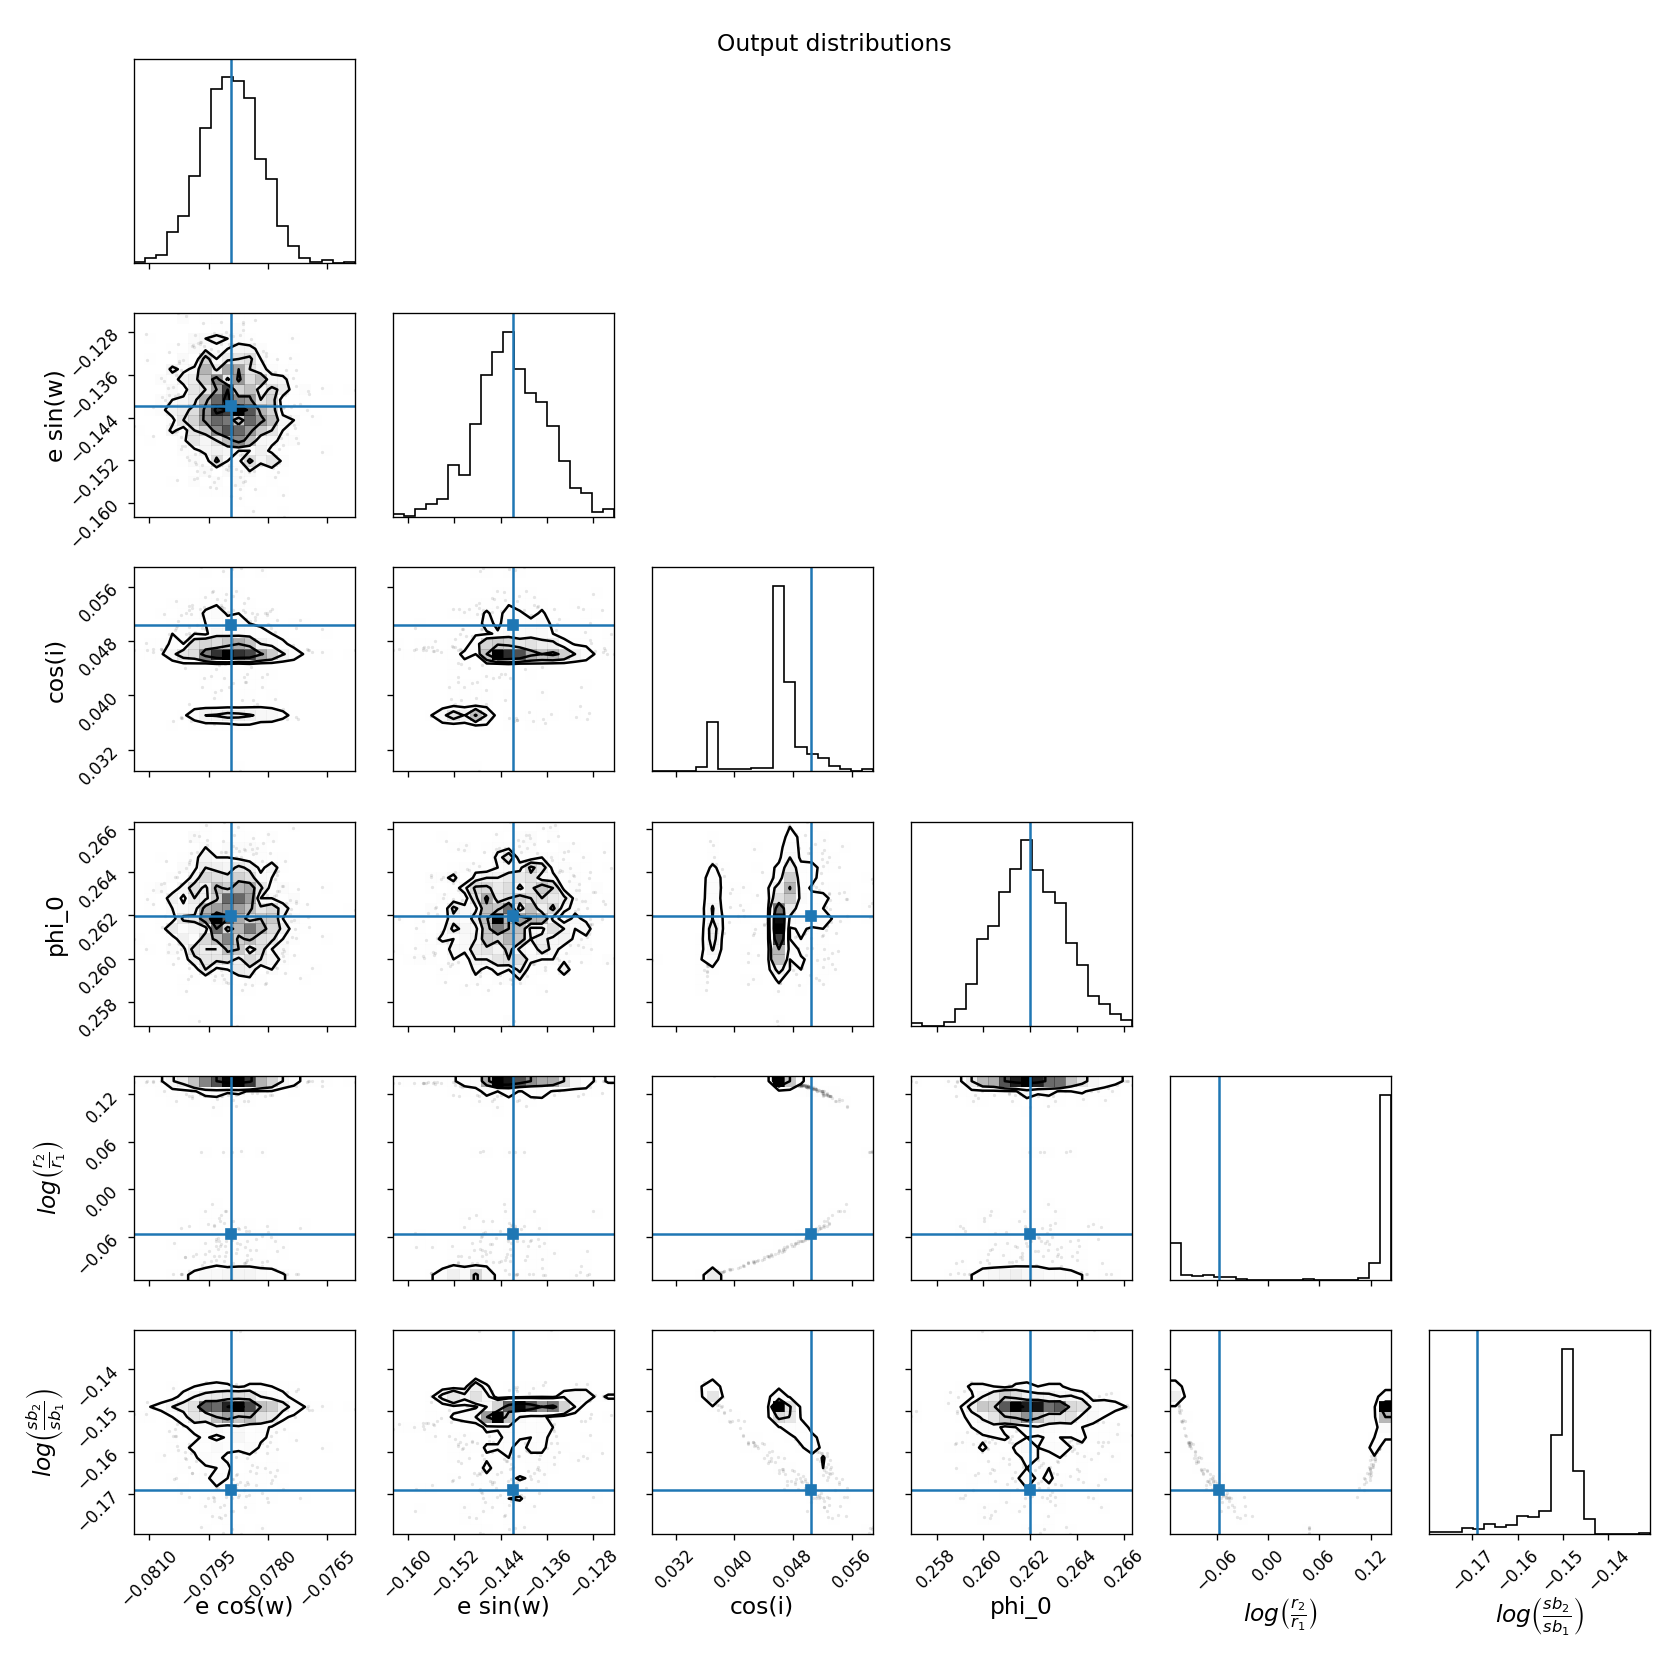 Output distributions
e sin(w)
−0.128
−0.136
−0.144
−0.152
−0.160
cos(i)
0.056
0.048
0.040
0.032
phi_0
0.266
0.264
0.262
0.260
0.258
log(r₂/r₁)
0.12
0.06
0.00
−0.06
log(sb₂/sb₁)
−0.14
−0.15
−0.16
−0.17
−0.0810 −0.0795 −0.0780 −0.0765
e cos(w)
−0.160 −0.152 −0.144 −0.136 −0.128
e sin(w)
0.032 0.040 0.048 0.056
cos(i)
0.258 0.260 0.262 0.264 0.266
phi_0
−0.06 0.00 0.06 0.12
log(r₂/r₁)
−0.17 −0.16 −0.15 −0.14
log(sb₂/sb₁)